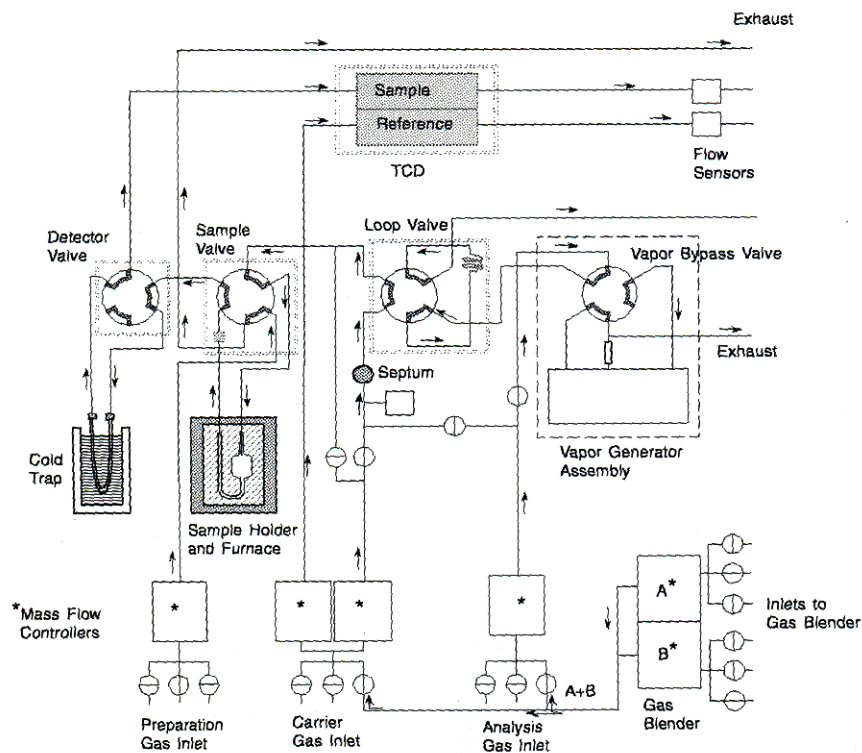 Exhaust
Sample
Reference
TCD
Flow
Sensors
Detector
Valve
Sample
Valve
Loop Valve
Vapor Bypass Valve
Exhaust
Septum
Cold
Trap
Sample Holder
and Furnace
Vapor Generator
Assembly
*Mass Flow
Controllers
*
*
*
*
A*
B*
Inlets to
Gas Blender
A+B
Preparation
Gas Inlet
Carrier
Gas Inlet
Analysis
Gas Inlet
Gas
Blender